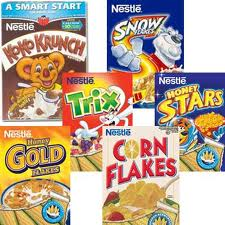 A SMART START
Nestlé
KOKO KRUNCH
Nestlé
SNOW
FLAKES
Nestlé
Trix
Nestlé
HONEY
STARS
Nestlé
Honey
GOLD
FLAKES
Nestlé
CORN
FLAKES